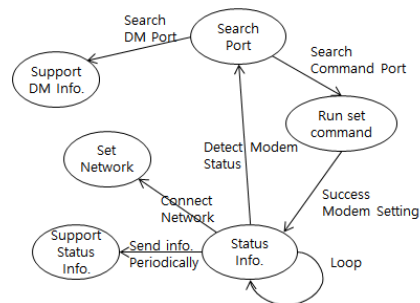 Search
DM Port
Search
Port
Search
Command Port
Support
DM Info.
Run set
command
Set
Network
Detect Modem
Status
Connect
Network
Success
Modem Setting
Support
Status
Info.
Send info.
Periodically
Status
Info.
Loop